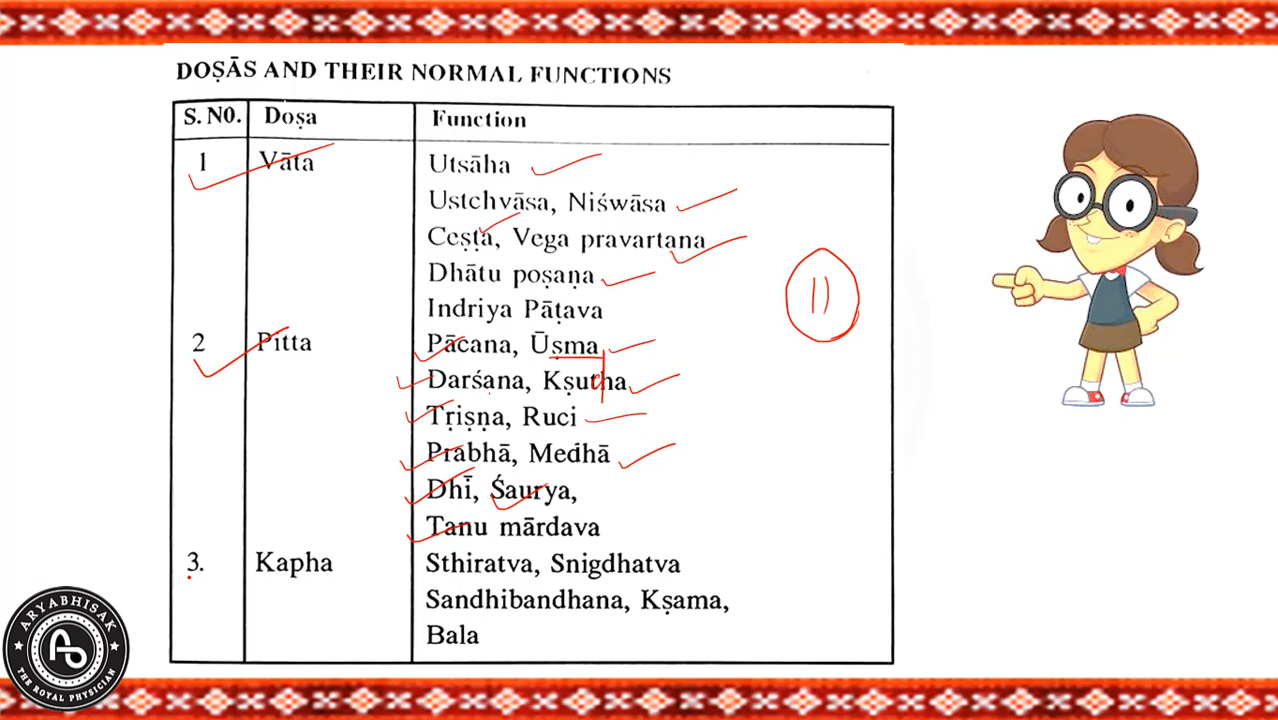 DOṢĀS AND THEIR NORMAL FUNCTIONS
S. NO. Doṣa Function
1 Vāta Utsāha
Ustchvāsa, Niśwāsa
Ceṣṭa, Vega pravartana
Dhātu poṣaṇa
Indriya Pāṭava
11
2 Pitta Pācana, Ūṣma
Darśana, Kṣutha
Tṛiṣṇa, Ruci
Prabhā, Medhā
Dhī, Śaurya,
Tanu mārdava
3. Kapha Sthiratva, Snigdhatva
Sandhibandhana, Kṣama,
Bala
ARYABHISAK
THE ROYAL PHYSICIAN